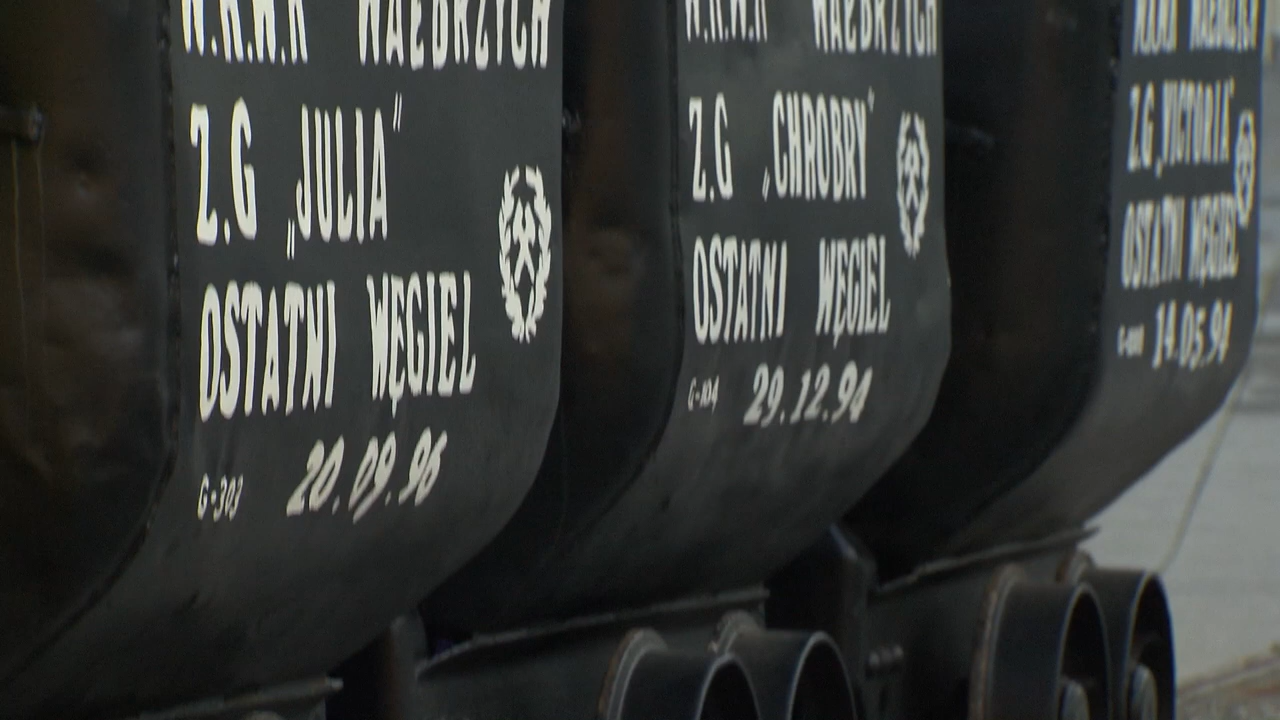 W.K.W.K WAŁBRZYCH
Z.G „JULIA”
OSTATNI WĘGIEL
G-303 20.09.96
W.K.W.K WAŁBRZYCH
Z.G „CHROBRY”
OSTATNI WĘGIEL
G-104 29.12.94
Z.G „VICTORIA”
OSTATNI WĘGIEL
14.05.94